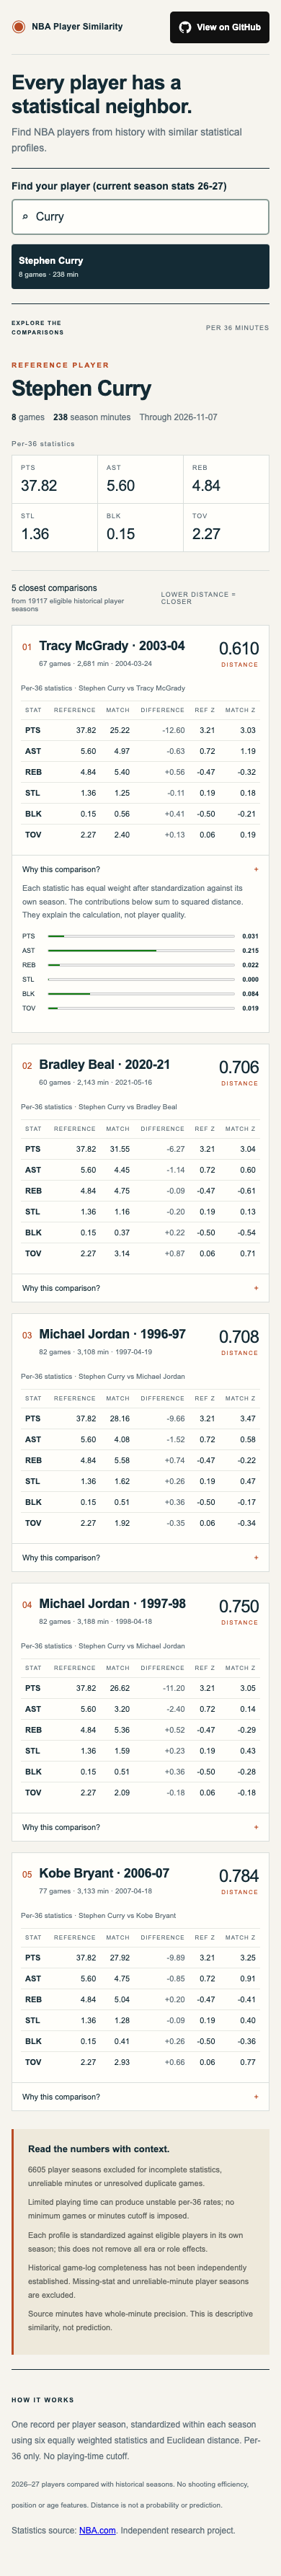 NBA Player Similarity
View on GitHub
Every player has a
statistical neighbor.
Find NBA players from history with similar statistical
profiles.
Find your player (current season stats 26-27)
Curry
Stephen Curry
8 games · 238 min
EXPLORE THE
COMPARISONS
PER 36 MINUTES
REFERENCE PLAYER
Stephen Curry
8 games 238 season minutes Through 2026-11-07
Per-36 statistics
PTS AST REB
37.82 5.60 4.84
STL BLK TOV
1.36 0.15 2.27
5 closest comparisons
from 19117 eligible historical player
seasons
LOWER DISTANCE =
CLOSER
01 Tracy McGrady · 2003-04 0.610
67 games · 2,681 min · 2004-03-24 DISTANCE
Per-36 statistics · Stephen Curry vs Tracy McGrady
STAT REFERENCE MATCH DIFFERENCE REF Z MATCH Z
PTS 37.82 25.22 -12.60 3.21 3.03
AST 5.60 4.97 -0.63 0.72 1.19
REB 4.84 5.40 +0.56 -0.47 -0.32
STL 1.36 1.25 -0.11 0.19 0.18
BLK 0.15 0.56 +0.41 -0.50 -0.21
TOV 2.27 2.40 +0.13 0.06 0.19
Why this comparison? +
Each statistic has equal weight after standardization against its
own season. The contributions below sum to squared distance.
They explain the calculation, not player quality.
PTS 0.031
AST 0.215
REB 0.022
STL 0.000
BLK 0.084
TOV 0.019
02 Bradley Beal · 2020-21 0.706
60 games · 2,143 min · 2021-05-16 DISTANCE
Per-36 statistics · Stephen Curry vs Bradley Beal
STAT REFERENCE MATCH DIFFERENCE REF Z MATCH Z
PTS 37.82 31.55 -6.27 3.21 3.04
AST 5.60 4.45 -1.14 0.72 0.60
REB 4.84 4.75 -0.09 -0.47 -0.61
STL 1.36 1.16 -0.20 0.19 0.13
BLK 0.15 0.37 +0.22 -0.50 -0.54
TOV 2.27 3.14 +0.87 0.06 0.71
Why this comparison? +
03 Michael Jordan · 1996-97 0.708
82 games · 3,108 min · 1997-04-19 DISTANCE
Per-36 statistics · Stephen Curry vs Michael Jordan
STAT REFERENCE MATCH DIFFERENCE REF Z MATCH Z
PTS 37.82 28.16 -9.66 3.21 3.47
AST 5.60 4.08 -1.52 0.72 0.58
REB 4.84 5.58 +0.74 -0.47 -0.22
STL 1.36 1.62 +0.26 0.19 0.47
BLK 0.15 0.51 +0.36 -0.50 -0.17
TOV 2.27 1.92 -0.35 0.06 -0.34
Why this comparison? +
04 Michael Jordan · 1997-98 0.750
82 games · 3,188 min · 1998-04-18 DISTANCE
Per-36 statistics · Stephen Curry vs Michael Jordan
STAT REFERENCE MATCH DIFFERENCE REF Z MATCH Z
PTS 37.82 26.62 -11.20 3.21 3.05
AST 5.60 3.20 -2.40 0.72 0.14
REB 4.84 5.36 +0.52 -0.47 -0.29
STL 1.36 1.59 +0.23 0.19 0.43
BLK 0.15 0.51 +0.36 -0.50 -0.28
TOV 2.27 2.09 -0.18 0.06 -0.18
Why this comparison? +
05 Kobe Bryant · 2006-07 0.784
77 games · 3,133 min · 2007-04-18 DISTANCE
Per-36 statistics · Stephen Curry vs Kobe Bryant
STAT REFERENCE MATCH DIFFERENCE REF Z MATCH Z
PTS 37.82 27.92 -9.89 3.21 3.25
AST 5.60 4.75 -0.85 0.72 0.91
REB 4.84 5.04 +0.20 -0.47 -0.41
STL 1.36 1.28 -0.09 0.19 0.40
BLK 0.15 0.41 +0.26 -0.50 -0.36
TOV 2.27 2.93 +0.66 0.06 0.77
Why this comparison? +
Read the numbers with context.
6605 player seasons excluded for incomplete statistics,
unreliable minutes or unresolved duplicate games.
Limited playing time can produce unstable per-36 rates; no
minimum games or minutes cutoff is imposed.
Each profile is standardized against eligible players in its own
season; this does not remove all era or role effects.
Historical game-log completeness has not been independently
established. Missing-stat and unreliable-minute player seasons
are excluded.
Source minutes have whole-minute precision. This is descriptive
similarity, not prediction.
HOW IT WORKS
One record per player season, standardized within each season
using six equally weighted statistics and Euclidean distance. Per-
36 only. No playing-time cutoff.
2026–27 players compared with historical seasons. No shooting efficiency,
position or age features. Distance is not a probability or prediction.
Statistics source: NBA.com. Independent research project.